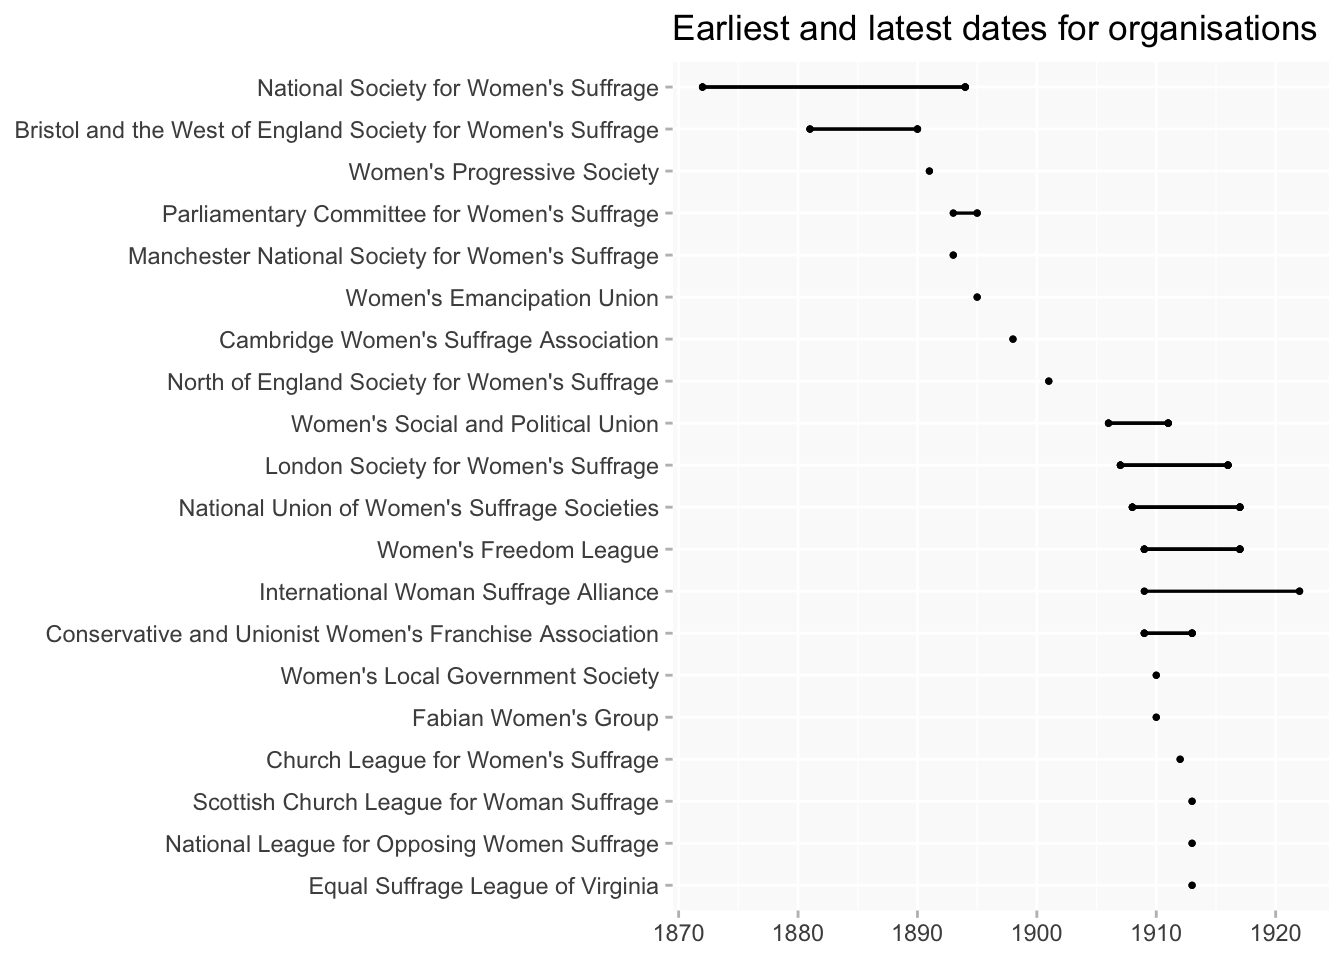 Earliest and latest dates for organisations
National Society for Women's Suffrage
Bristol and the West of England Society for Women's Suffrage
Women's Progressive Society
Parliamentary Committee for Women's Suffrage
Manchester National Society for Women's Suffrage
Women's Emancipation Union
Cambridge Women's Suffrage Association
North of England Society for Women's Suffrage
Women's Social and Political Union
London Society for Women's Suffrage
National Union of Women's Suffrage Societies
Women's Freedom League
International Woman Suffrage Alliance
Conservative and Unionist Women's Franchise Association
Women's Local Government Society
Fabian Women's Group
Church League for Women's Suffrage
Scottish Church League for Woman Suffrage
National League for Opposing Women Suffrage
Equal Suffrage League of Virginia
1870 1880 1890 1900 1910 1920